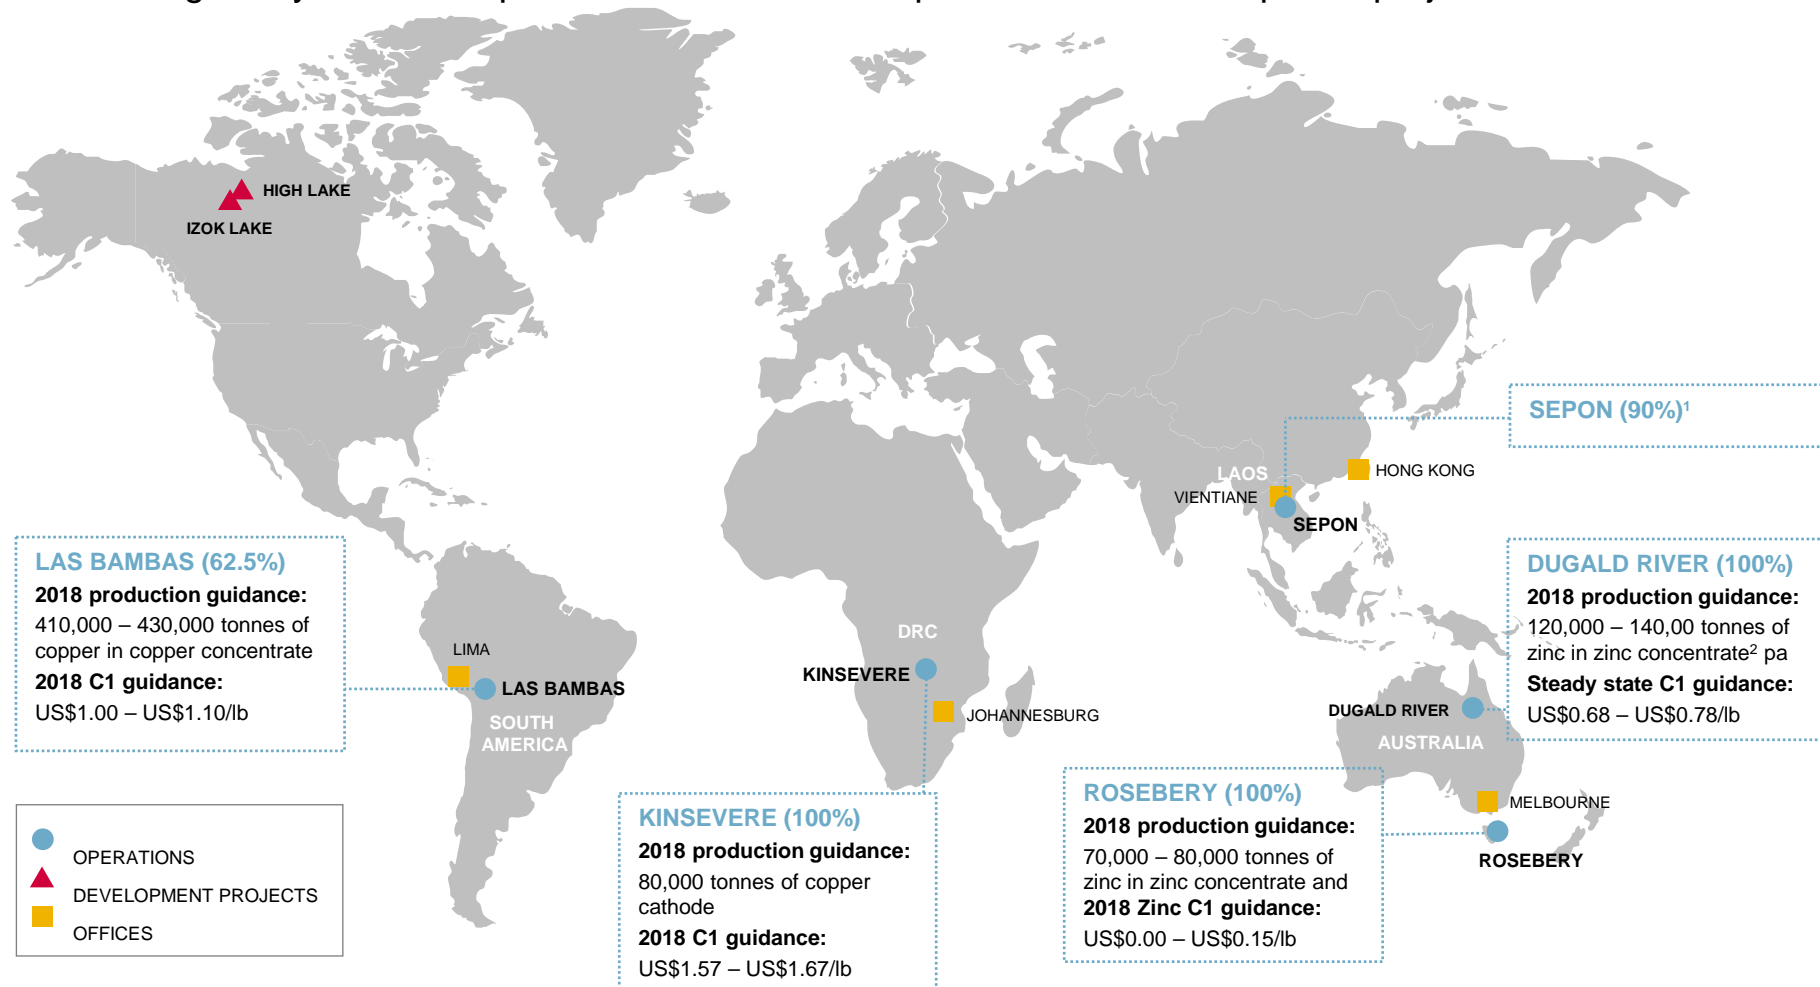 HIGH LAKE
IZOK LAKE
SEPON (90%)¹
LAOS
HONG KONG
VIENTIANE
SEPON
LAS BAMBAS (62.5%)
2018 production guidance:
410,000 – 430,000 tonnes of
copper in copper concentrate
2018 C1 guidance:
US$1.00 – US$1.10/lb
LIMA
LAS BAMBAS
SOUTH
AMERICA
DRC
KINSEVERE
JOHANNESBURG
DUGALD RIVER (100%)
2018 production guidance:
120,000 – 140,00 tonnes of
zinc in zinc concentrate² pa
Steady state C1 guidance:
US$0.68 – US$0.78/lb
DUGALD RIVER
AUSTRALIA
MELBOURNE
ROSEBERY
KINSEVERE (100%)
2018 production guidance:
80,000 tonnes of copper
cathode
2018 C1 guidance:
US$1.57 – US$1.67/lb
ROSEBERY (100%)
2018 production guidance:
70,000 – 80,000 tonnes of
zinc in zinc concentrate and
2018 Zinc C1 guidance:
US$0.00 – US$0.15/lb
OPERATIONS
DEVELOPMENT PROJECTS
OFFICES